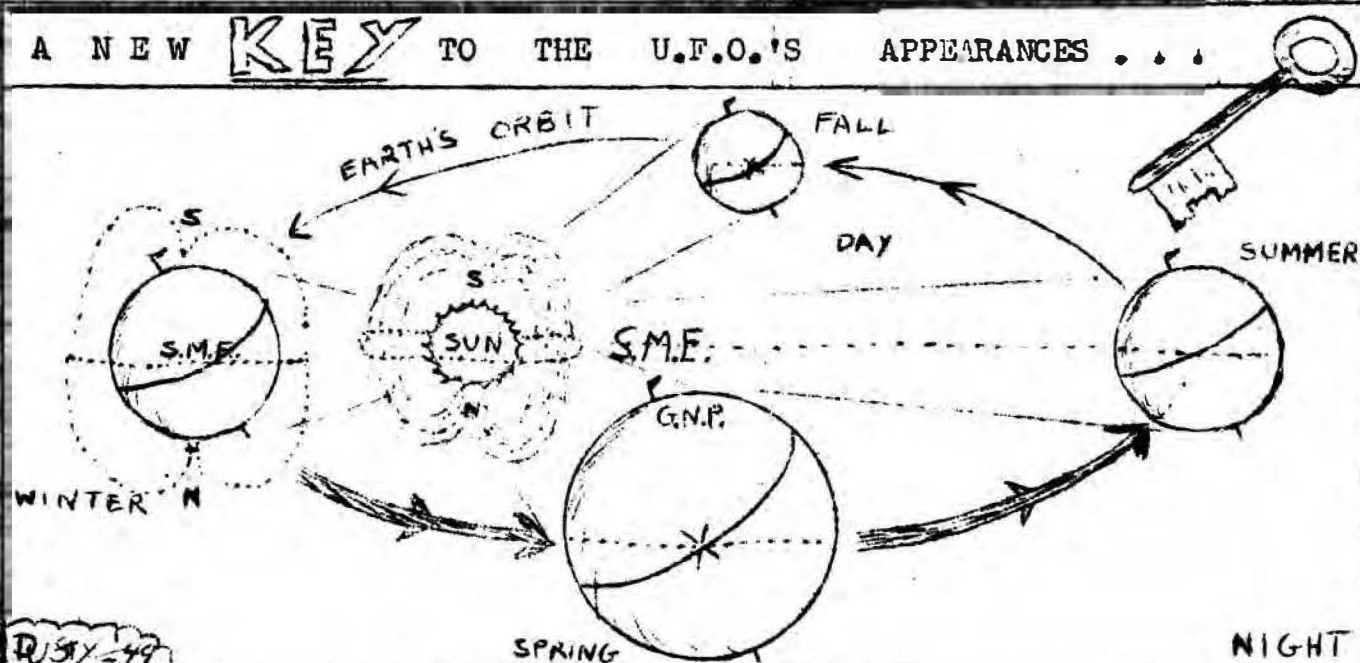 A NEW KEY TO THE U.F.O.'S APPEARANCES . . .
EARTH'S ORBIT
FALL
DAY
SUMMER
S
S
S.M.E.
SUN
S.M.E.
N
G.N.P.
WINTER
N
SPRING
NIGHT